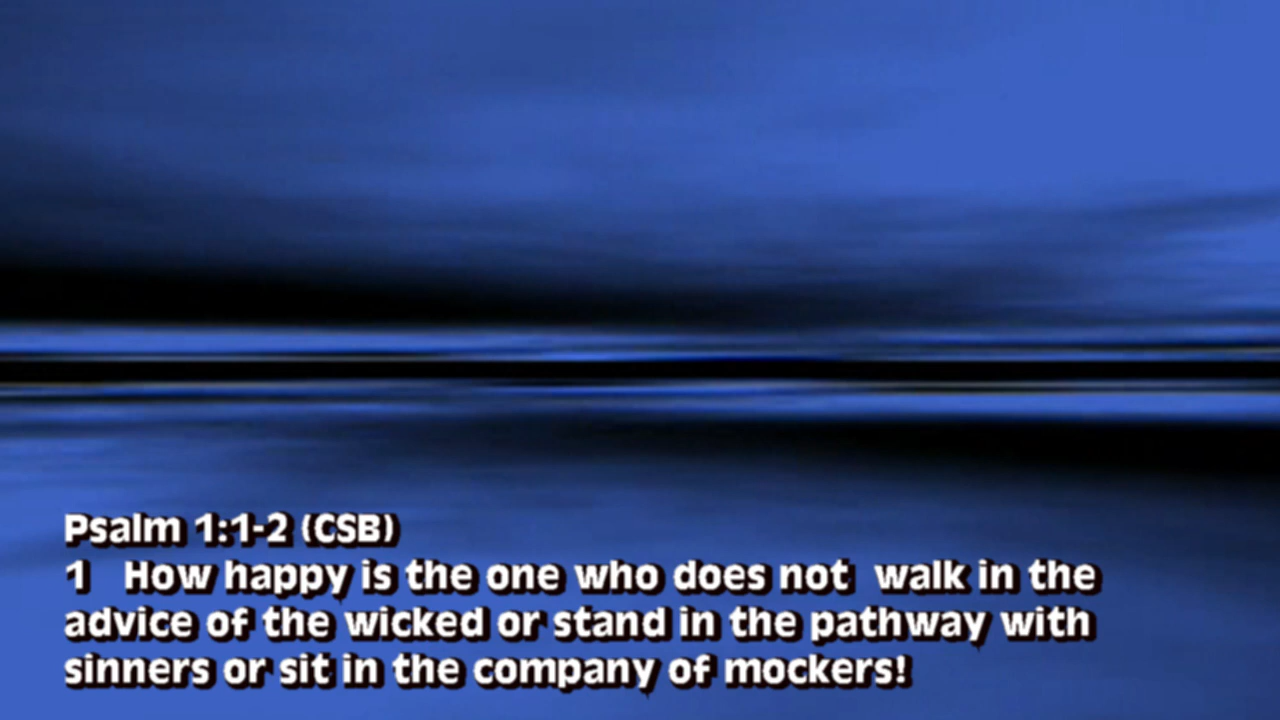 Psalm 1:1-2 (CSB)
1   How happy is the one who does not  walk in the
advice of the wicked or stand in the pathway with
sinners or sit in the company of mockers!